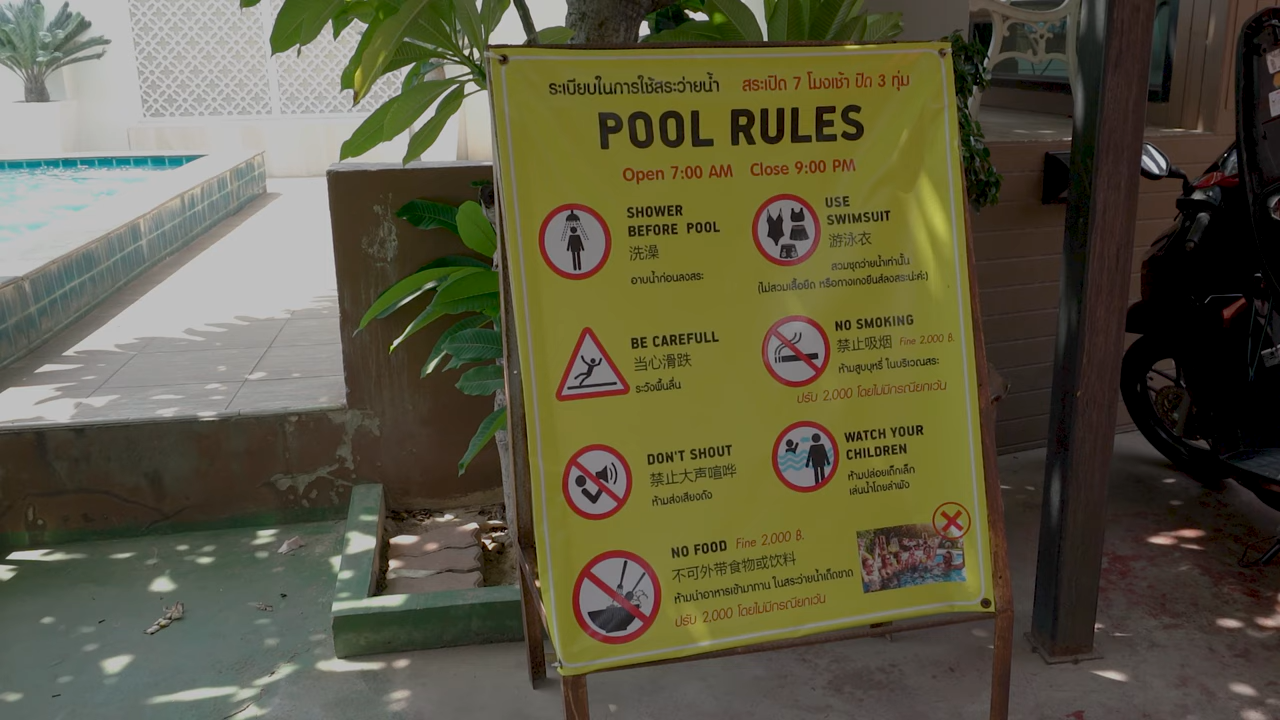 ระเบียบในการใช้สระว่ายน้ำ สระเปิด 7 โมงเช้า ปิด 3 ทุ่ม
POOL RULES
Open 7:00 AM Close 9:00 PM
SHOWER
BEFORE POOL
洗澡
อาบน้ำก่อนลงสระ
USE
SWIMSUIT
游泳衣
สวมชุดว่ายน้ำเท่านั้น
(ไม่สวมเสื้อยืด หรือกางเกงยีนส์ลงสระน่ะค่ะ)
BE CAREFULL
当心滑跌
ระวังพื้นลื่น
NO SMOKING
禁止吸烟 Fine 2,000 ฿.
ห้ามสูบบุหรี่ ในบริเวณสระ
ปรับ 2,000 โดยไม่มีกรณียกเว้น
DON'T SHOUT
禁止大声喧哗
ห้ามส่งเสียงดัง
WATCH YOUR
CHILDREN
ห้ามปล่อยเด็กเล็ก
เล่นน้ำโดยลำพัง
NO FOOD Fine 2,000 ฿.
不可外带食物或饮料
ห้ามนำอาหารเข้ามาทาน ในสระว่ายน้ำเด็ดขาด
ปรับ 2,000 โดยไม่มีกรณียกเว้น